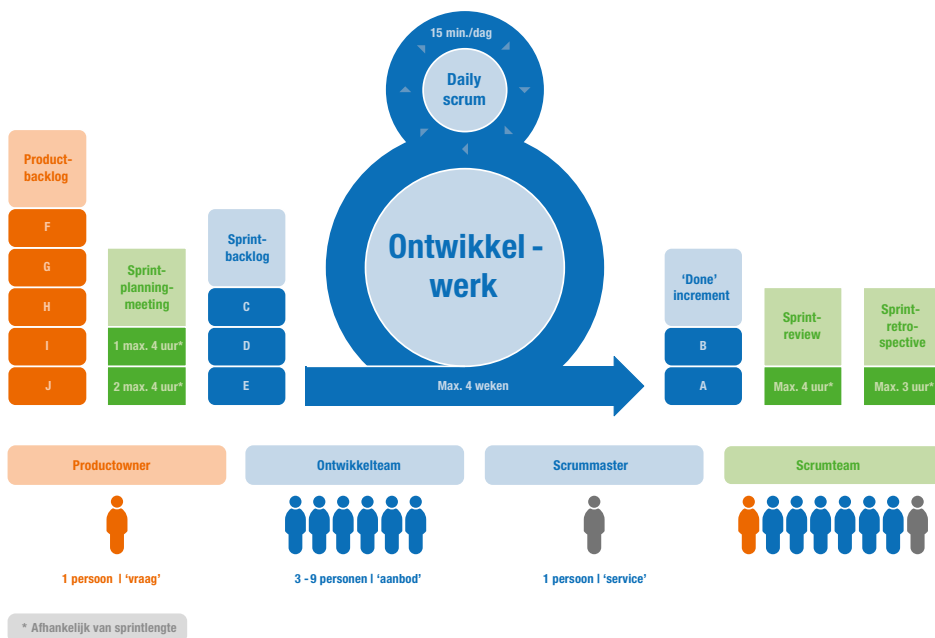 15 min./dag
Daily
scrum
Product-
backlog
F
G
H
I
J
Sprint-
planning-
meeting
1 max. 4 uur*
2 max. 4 uur*
Sprint-
backlog
C
D
E
Ontwikkel -
werk
Max. 4 weken
‘Done’
increment
B
A
Sprint-
review
Max. 4 uur*
Sprint-
retro-
spective
Max. 3 uur*
Productowner
1 persoon | ‘vraag’
Ontwikkelteam
3 - 9 personen | ‘aanbod’
Scrummaster
1 persoon | ‘service’
Scrumteam
* Afhankelijk van sprintlengte